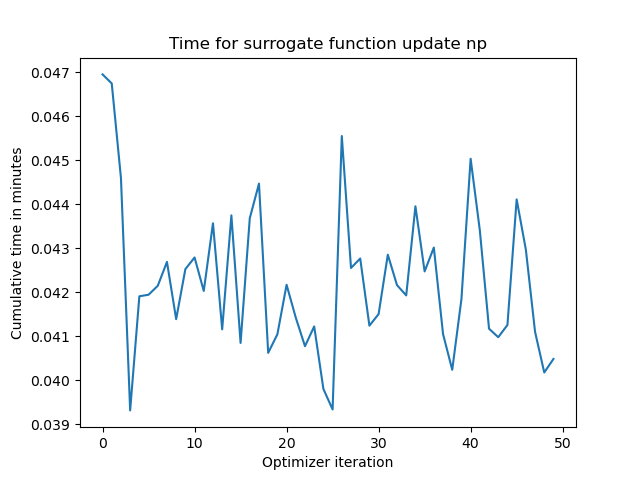 Time for surrogate function update np
Cumulative time in minutes
0.047
0.046
0.045
0.044
0.043
0.042
0.041
0.040
0.039
0 10 20 30 40 50
Optimizer iteration